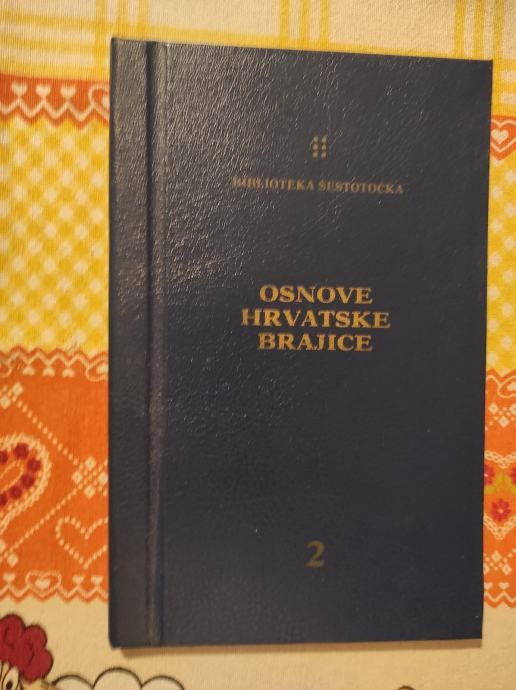 BIBLIOTEKA ŠESTOTOČKA
OSNOVE
HRVATSKE
BRAJICE
2